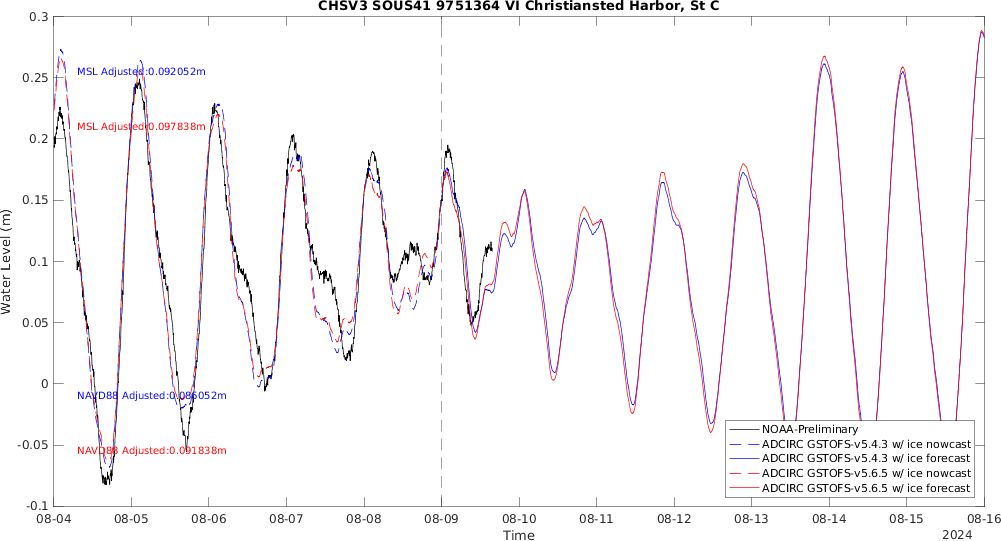 CHSV3 SOUS41 9751364 VI Christiansted Harbor, St C
0.3
0.25
0.2
0.15
0.1
0.05
0
-0.05
-0.1
Water Level (m)
MSL Adjusted:0.092052m
MSL Adjusted:0.097838m
NAVD88 Adjusted:0.086052m
NAVD88 Adjusted:0.091838m
NOAA-Preliminary
ADCIRC GSTOFS-v5.4.3 w/ ice nowcast
ADCIRC GSTOFS-v5.4.3 w/ ice forecast
ADCIRC GSTOFS-v5.6.5 w/ ice nowcast
ADCIRC GSTOFS-v5.6.5 w/ ice forecast
08-04 08-05 08-06 08-07 08-08 08-09 08-10 08-11 08-12 08-13 08-14 08-15 08-16
Time
2024